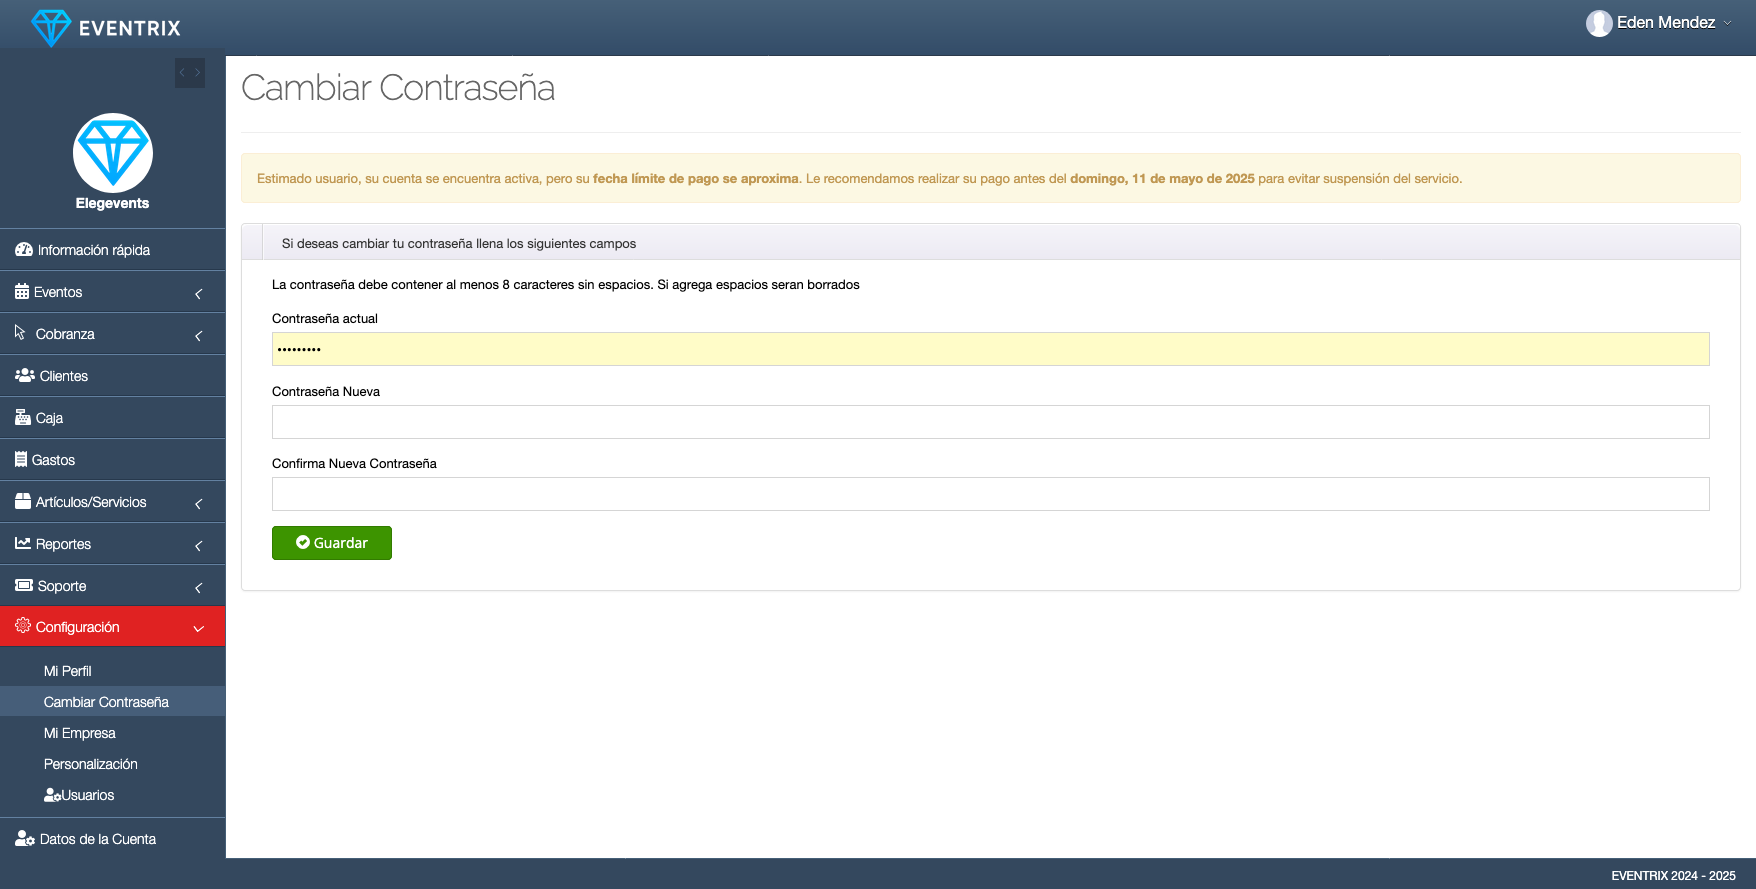 EVENTRIX
Eden Mendez
Elegevents
Información rápida
Eventos
Cobranza
Clientes
Caja
Gastos
Artículos/Servicios
Reportes
Soporte
Configuración
Mi Perfil
Cambiar Contraseña
Mi Empresa
Personalización
Usuarios
Datos de la Cuenta
Cambiar Contraseña
Estimado usuario, su cuenta se encuentra activa, pero su fecha límite de pago se aproxima. Le recomendamos realizar su pago antes del domingo, 11 de mayo de 2025 para evitar suspensión del servicio.
Si deseas cambiar tu contraseña llena los siguientes campos
La contraseña debe contener al menos 8 caracteres sin espacios. Si agrega espacios seran borrados
Contraseña actual
•••••••••
Contraseña Nueva
Confirma Nueva Contraseña
Guardar
EVENTRIX 2024 - 2025